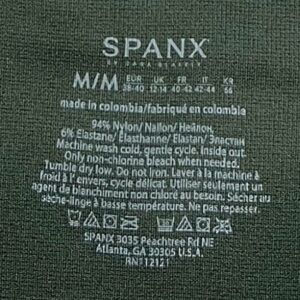 SPANX
BY SARA BLAKELY
M/M EUR UK FR IT KR
38-40 12-14 40-42 42-44 66
made in colombia/fabriqué en colombia
94% Nylon/ Nailon/ Нейлон,
6% Elastane/ Elasthanne/ Elastan/ Эластан
Machine wash cold, gentle cycle, inside out.
Only non-chlorine bleach when needed.
Tumble dry low. Do not Iron. Laver à la machine à
froid à l'envers, cycle délicat. Utiliser seulement un
agent de blanchiment non chloré au besoin. Sécher au
sèche-linge à basse température. Ne pas repasser.
SPANX 3035 Peachtree Rd NE
Atlanta, GA 30305 U.S.A.
RN112121